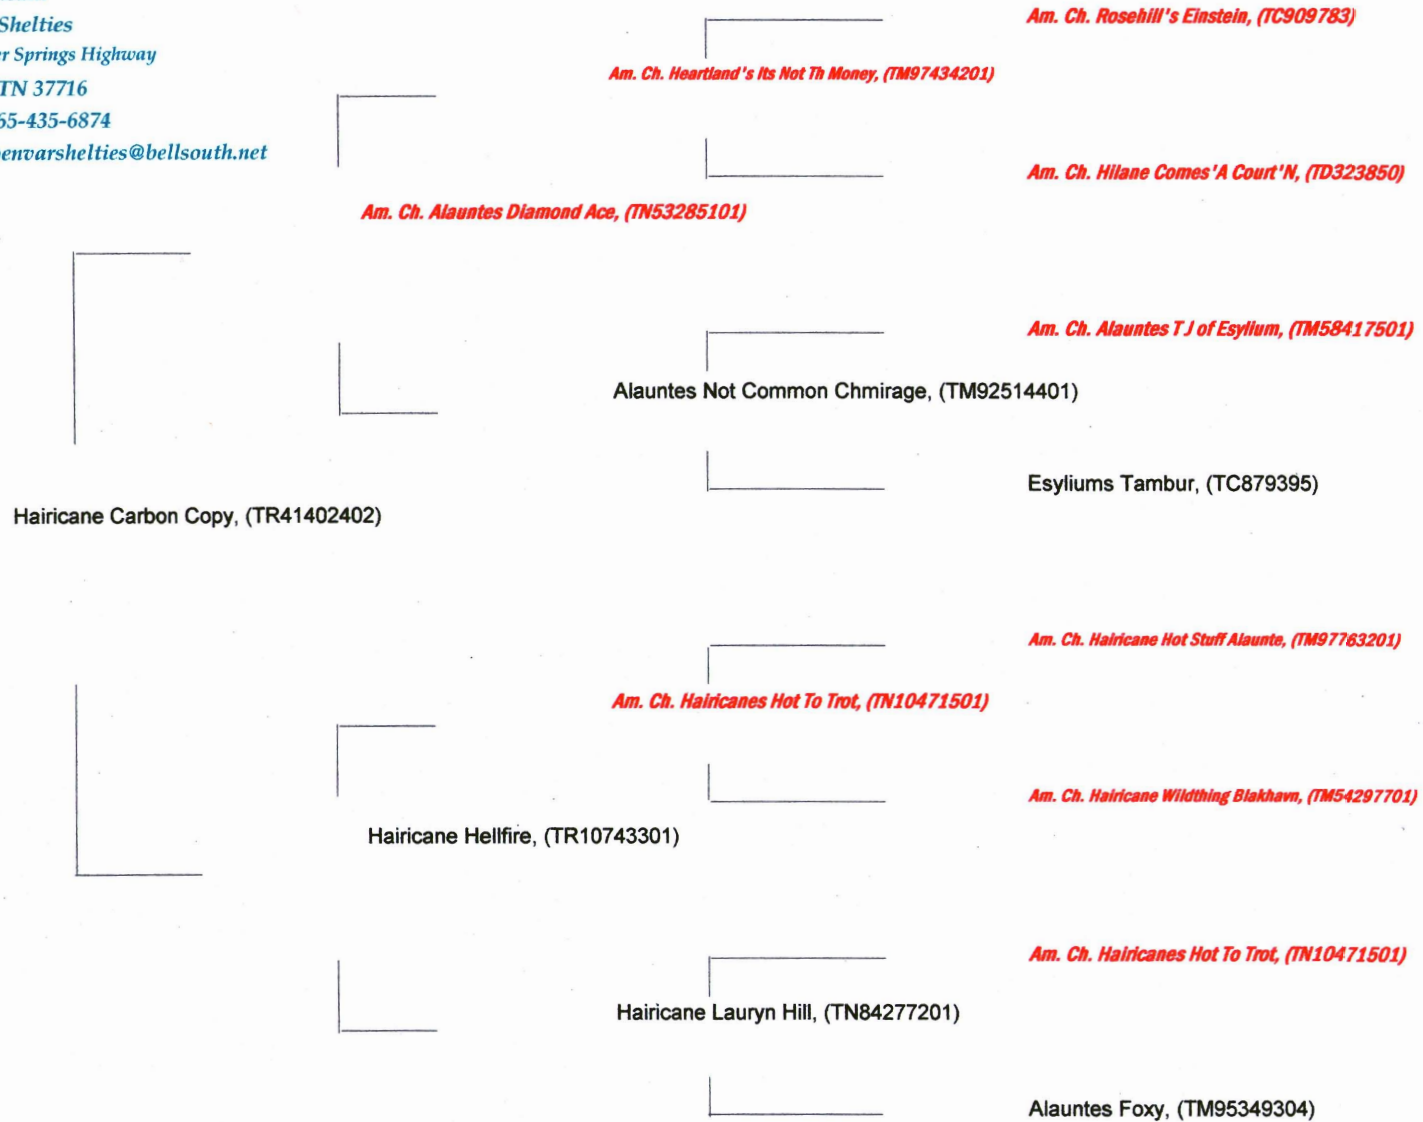 Shelties
Springs Highway
TN 37716
65-435-6874
envarshelties@bellsouth.net
Am. Ch. Rosehill's Einstein, (TC909783)
Am. Ch. Heartland's Its Not Th Money, (TM97434201)
Am. Ch. Hilane Comes 'A Court'N, (TD323850)
Am. Ch. Alauntes Diamond Ace, (TN53285101)
Am. Ch. Alauntes TJ of Esylium, (TM58417501)
Alauntes Not Common Chmirage, (TM92514401)
Esyliums Tambur, (TC879395)
Hairicane Carbon Copy, (TR41402402)
Am. Ch. Hairicane Hot Stuff Alaunte, (TM97763201)
Am. Ch. Hairicanes Hot To Trot, (TN10471501)
Am. Ch. Hairicane Wildthing Blakhavn, (TM54297701)
Hairicane Hellfire, (TR10743301)
Am. Ch. Hairicanes Hot To Trot, (TN10471501)
Hairicane Lauryn Hill, (TN84277201)
Alauntes Foxy, (TM95349304)